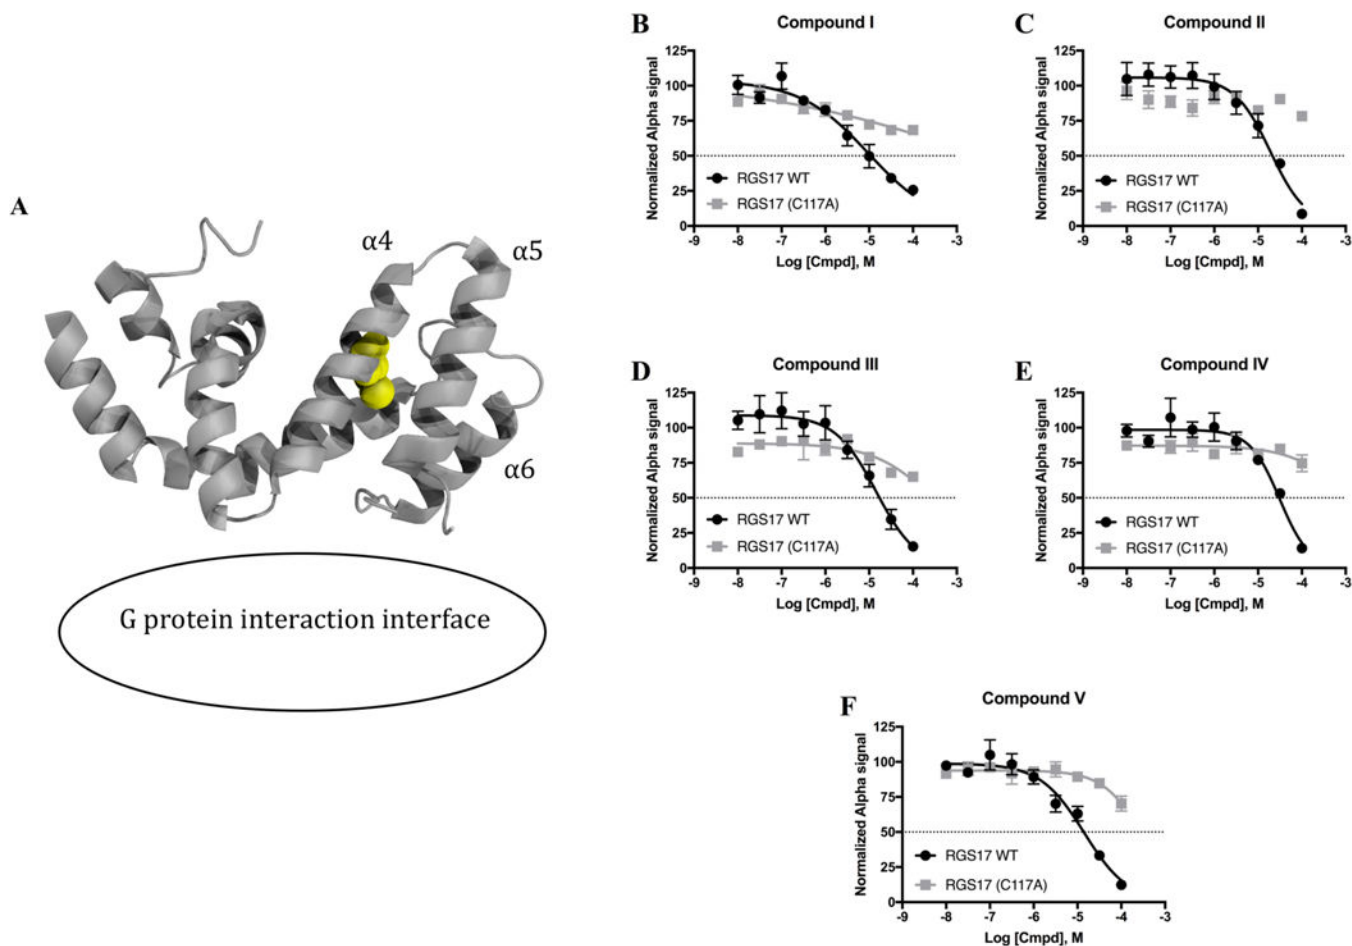 A
α4
α5
α6
G protein interaction interface
B
Compound I
Normalized Alpha signal
125
100
75
50
25
0
RGS17 WT
RGS17 (C117A)
-9 -8 -7 -6 -5 -4 -3
Log [Cmpd], M
C
Compound II
Normalized Alpha signal
125
100
75
50
25
0
RGS17 WT
RGS17 (C117A)
-9 -8 -7 -6 -5 -4 -3
Log [Cmpd], M
D
Compound III
Normalized Alpha signal
125
100
75
50
25
0
RGS17 WT
RGS17 (C117A)
-9 -8 -7 -6 -5 -4 -3
Log [Cmpd], M
E
Compound IV
Normalized Alpha signal
125
100
75
50
25
0
RGS17 WT
RGS17 (C117A)
-9 -8 -7 -6 -5 -4 -3
Log [Cmpd], M
F
Compound V
Normalized Alpha signal
125
100
75
50
25
0
RGS17 WT
RGS17 (C117A)
-9 -8 -7 -6 -5 -4 -3
Log [Cmpd], M